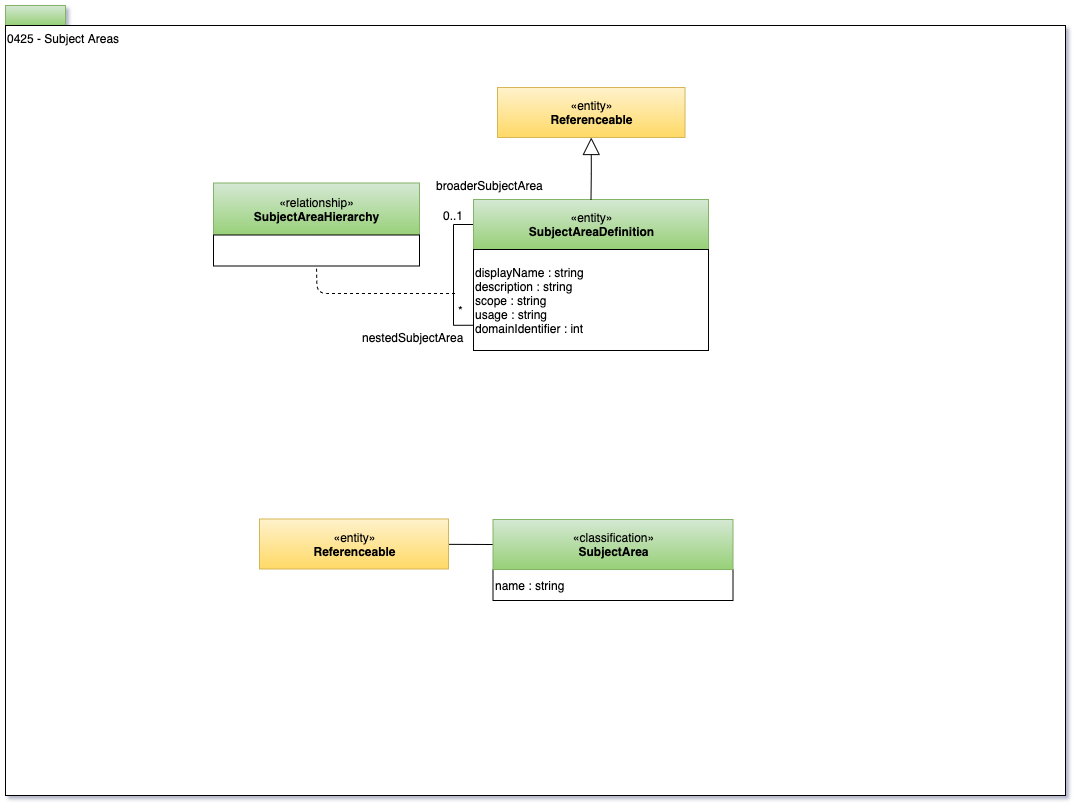 0425 - Subject Areas
«entity»
Referenceable
broaderSubjectArea
«relationship»
SubjectAreaHierarchy
0..1
«entity»
SubjectAreaDefinition
displayName : string
description : string
scope : string
usage : string
domainIdentifier : int
*
nestedSubjectArea
«entity»
Referenceable
«classification»
SubjectArea
name : string